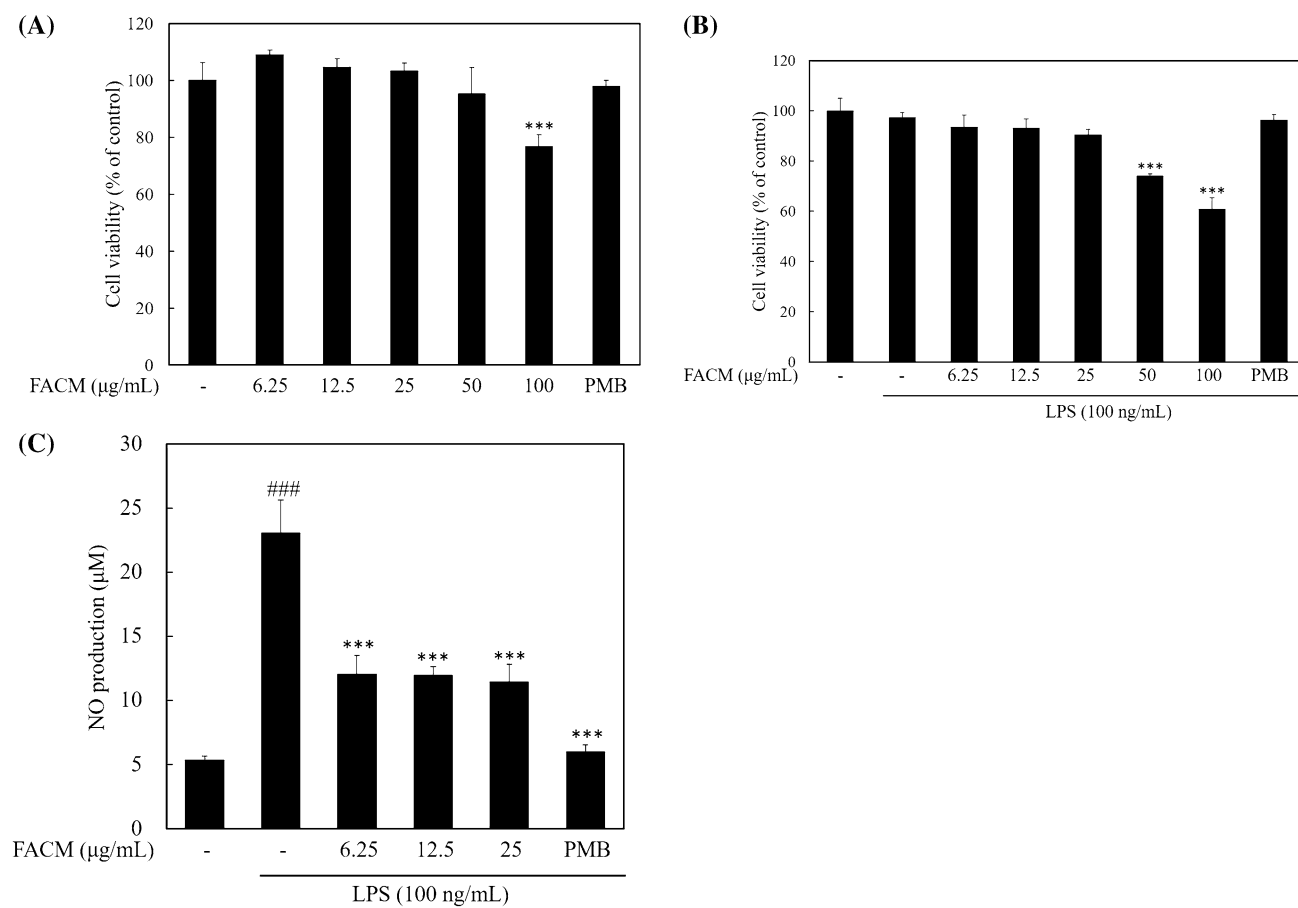 (A)
120
100
80
60
40
20
0
Cell viability (% of control)
***
FACM (μg/mL) - 6.25 12.5 25 50 100 PMB
(B)
120
100
80
60
40
20
0
Cell viability (% of control)
*** ***
FACM (μg/mL) - - 6.25 12.5 25 50 100 PMB
LPS (100 ng/mL)
(C)
30
25
20
15
10
5
0
NO production (μM)
###
*** *** ***
***
FACM (μg/mL) - - 6.25 12.5 25 PMB
LPS (100 ng/mL)